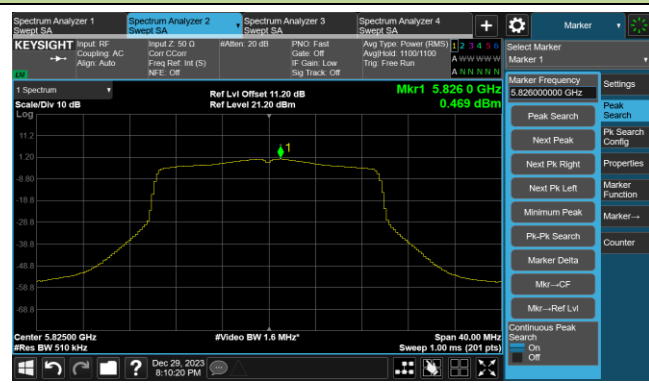 Spectrum Analyzer 1
Swept SA
Spectrum Analyzer 2
Swept SA
Spectrum Analyzer 3
Swept SA
Spectrum Analyzer 4
Swept SA
Marker
KEYSIGHT
Input: RF
Coupling: AC
Align: Auto
Input Z: 50 Ω
Corr CCorr
Freq Ref: Int (S)
NFE: Off
#Atten: 20 dB
PNO: Fast
Gate: Off
IF Gain: Low
Sig Track: Off
Avg Type: Power (RMS)
Avg|Hold: 1100/1100
Trig: Free Run
1 2 3 4 5 6
A W W W W W
A N N N N N
LV
Select Marker
Marker 1
1 Spectrum
Scale/Div 10 dB
Log
Ref Lvl Offset 11.20 dB
Ref Level 21.20 dBm
Mkr1 5.826 0 GHz
0.469 dBm
11.2
1.20
-8.80
-18.8
-28.8
-38.8
-48.8
-58.8
-68.8
1
Center 5.82500 GHz
#Res BW 510 kHz
#Video BW 1.6 MHz*
Span 40.00 MHz
Sweep 1.00 ms (201 pts)
Marker Frequency
5.826000000 GHz
Peak Search
Next Peak
Next Pk Right
Next Pk Left
Minimum Peak
Pk-Pk Search
Marker Delta
Mkr→CF
Mkr→Ref Lvl
Continuous Peak
Search
On
Off
Settings
Peak
Search
Pk Search
Config
Properties
Marker
Function
Marker→
Counter
?
Dec 29, 2023
8:10:20 PM